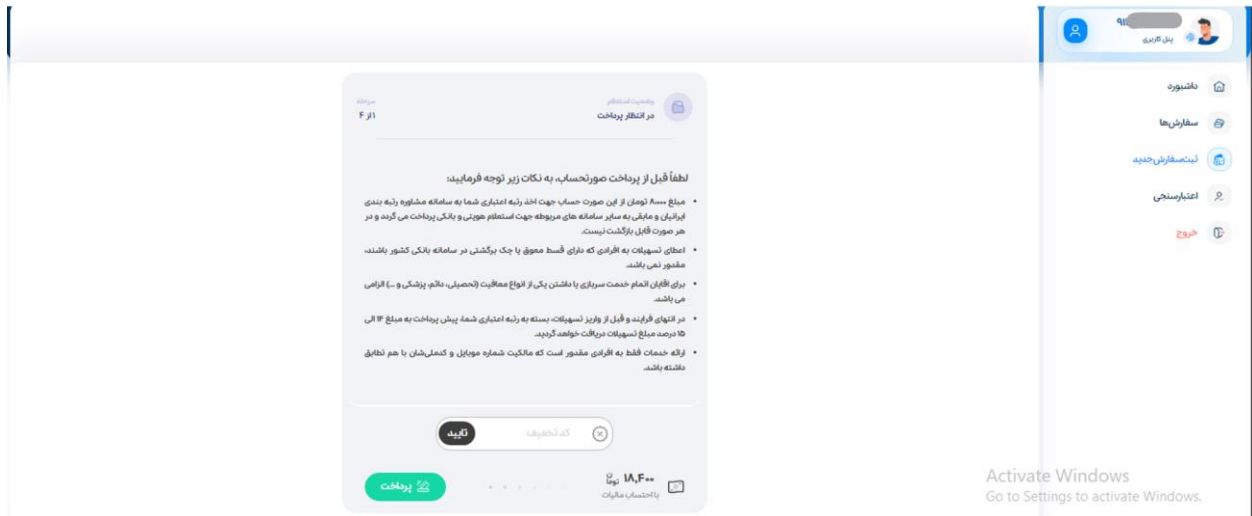 ۹۱۱
پنل کاربری
داشبورد
سفارش‌ها
ثبت سفارش جدید
اعتبارسنجی
خروج
وضعیت استعلام
در انتظار پرداخت
مرحله
۱ از ۴
لطفاً قبل از پرداخت صورتحساب، به نکات زیر توجه فرمایید:
• مبلغ ۸۰۰۰ تومان از این صورت حساب جهت اخذ رتبه اعتباری شما به سامانه مشاوره رتبه بندی
ایرانیان و مابقی به سایر سامانه های مربوطه جهت استعلام هویتی و بانکی پرداخت می گردد و در
هر صورت قابل بازگشت نیست.
• اعطای تسهیلات به افرادی که دارای قسط معوق یا چک برگشتی در سامانه بانکی کشور باشند،
مقدور نمی باشد.
• برای آقایان اتمام خدمت سربازی یا داشتن یکی از انواع معافیت (تحصیلی، دائم، پزشکی و ...) الزامی
می باشد.
• در انتهای فرایند و قبل از واریز تسهیلات، بسته به رتبه اعتباری شما، پیش پرداخت به مبلغ ۱۴ الی
۱۵ درصد مبلغ تسهیلات دریافت خواهد گردید.
• ارائه خدمات فقط به افرادی مقدور است که مالکیت شماره موبایل و کدملی‌شان با هم تطابق
داشته باشد.
کد تخفیف
تایید
۱۸,۴۰۰ تومان
با احتساب مالیات
پرداخت
Activate Windows
Go to Settings to activate Windows.